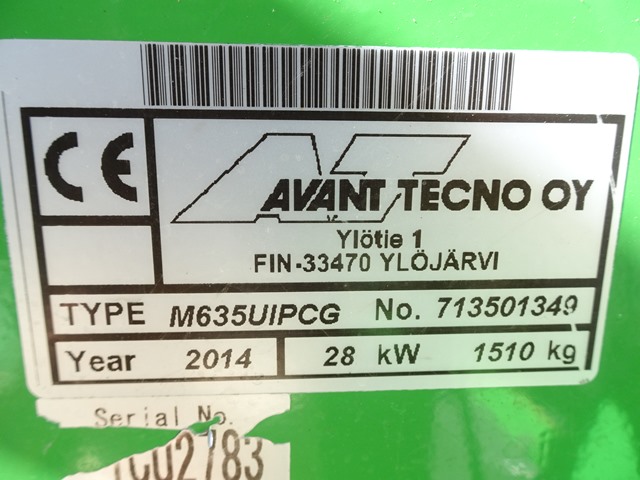 CE
AVANT TECNO OY
Ylötie 1
FIN-33470 YLÖJÄRVI
TYPE M635UIPCG No. 713501349
Year 2014 28 kW 1510 kg
Serial No.